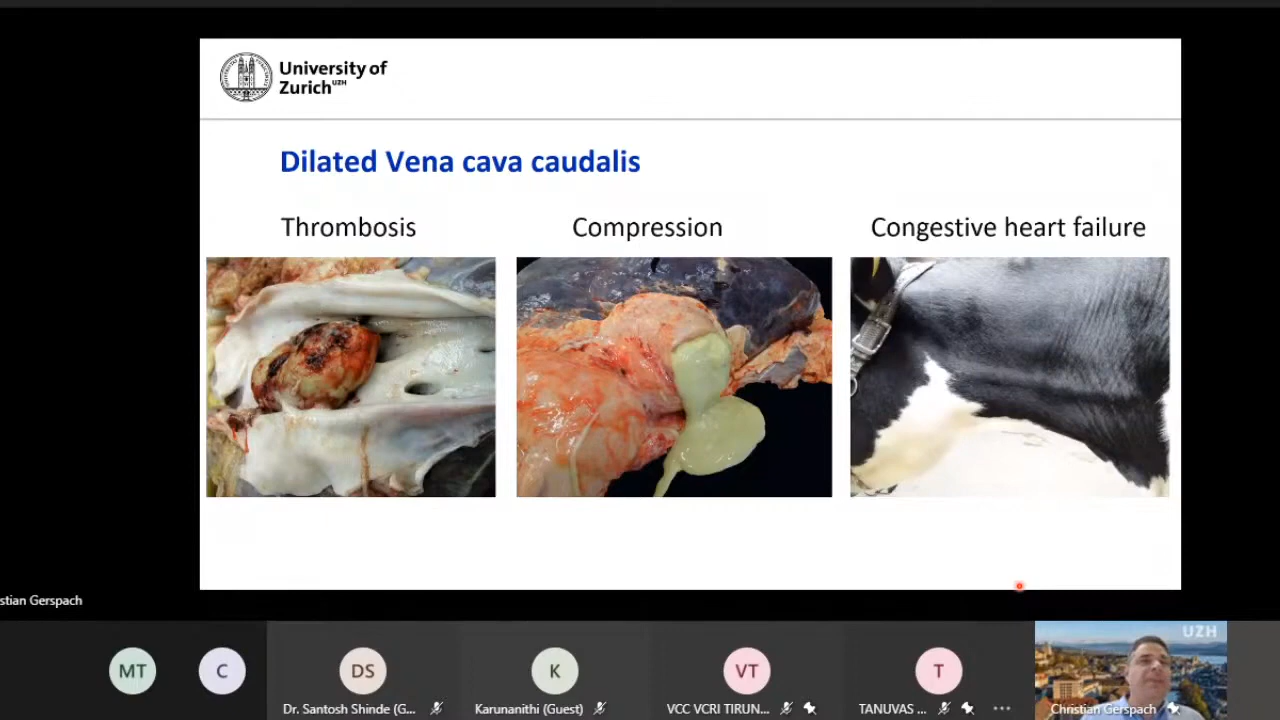 University of
Zurich UZH
Dilated Vena cava caudalis
Thrombosis
Compression
Congestive heart failure
stian Gerspach
UZH
MT
C
DS
K
VT
T
Dr. Santosh Shinde (G...
Karunanithi (Guest)
VCC VCRI TIRUN...
TANUVAS ...
Christian Gerspach